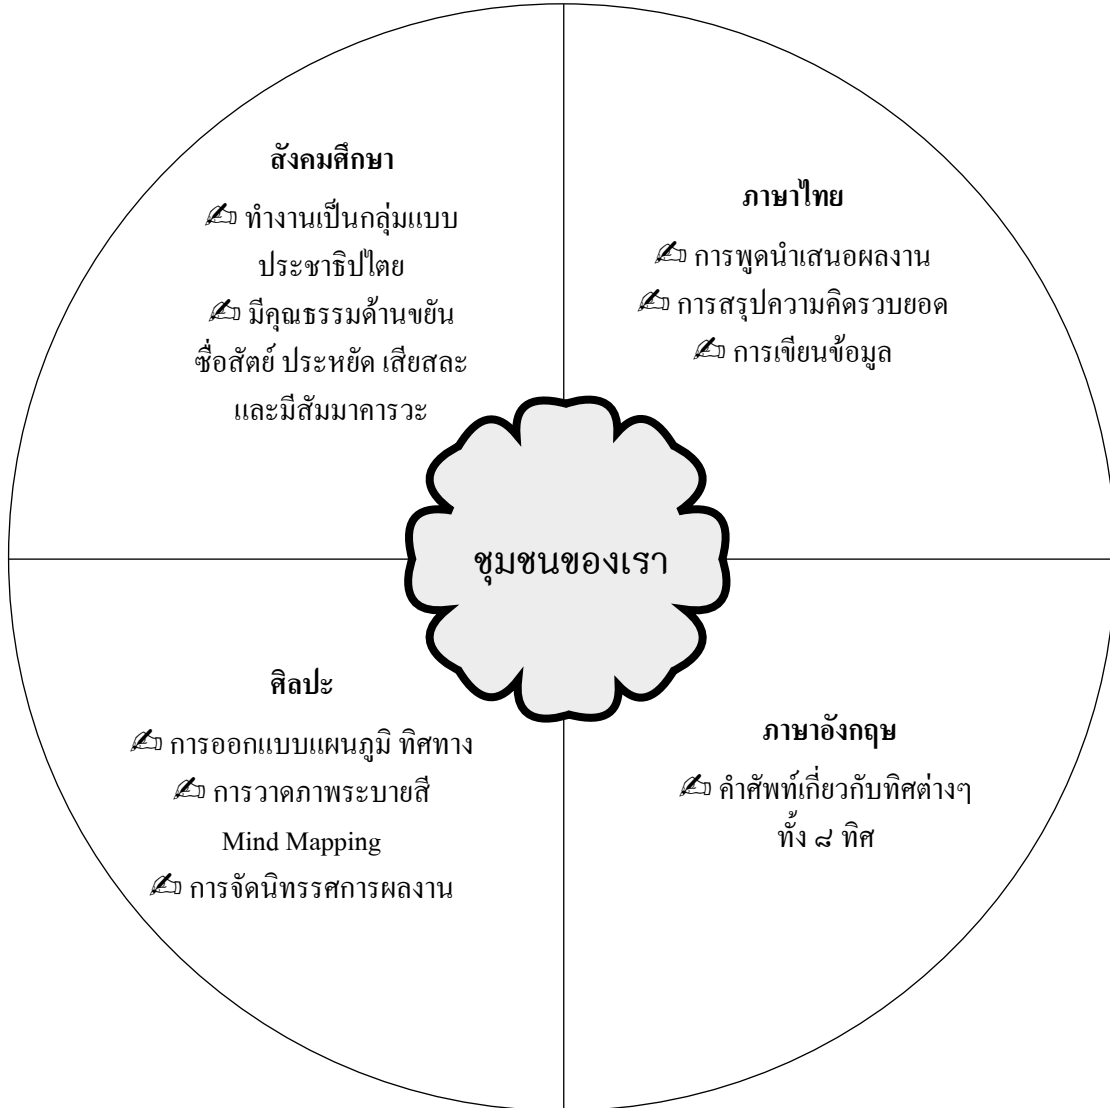 สังคมศึกษา
✍ ทำงานเป็นกลุ่มแบบ
ประชาธิปไตย
✍ มีคุณธรรมด้านขยัน
ซื่อสัตย์ ประหยัด เสียสละ
และมีสัมมาคารวะ
ภาษาไทย
✍ การพูดนำเสนอผลงาน
✍ การสรุปความคิดรวบยอด
✍ การเขียนข้อมูล
ชุมชนของเรา
ศิลปะ
✍ การออกแบบแผนภูมิ ทิศทาง
✍ การวาดภาพระบายสี
Mind Mapping
✍ การจัดนิทรรศการผลงาน
ภาษาอังกฤษ
✍ คำศัพท์เกี่ยวกับทิศต่างๆ
ทั้ง ๘ ทิศ